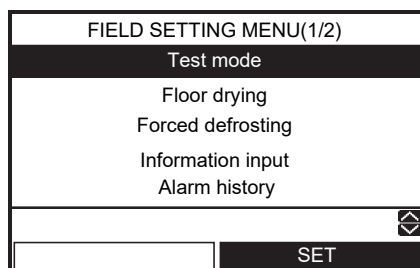 FIELD SETTING MENU(1/2)
Test mode
Floor drying
Forced defrosting
Information input
Alarm history
SET